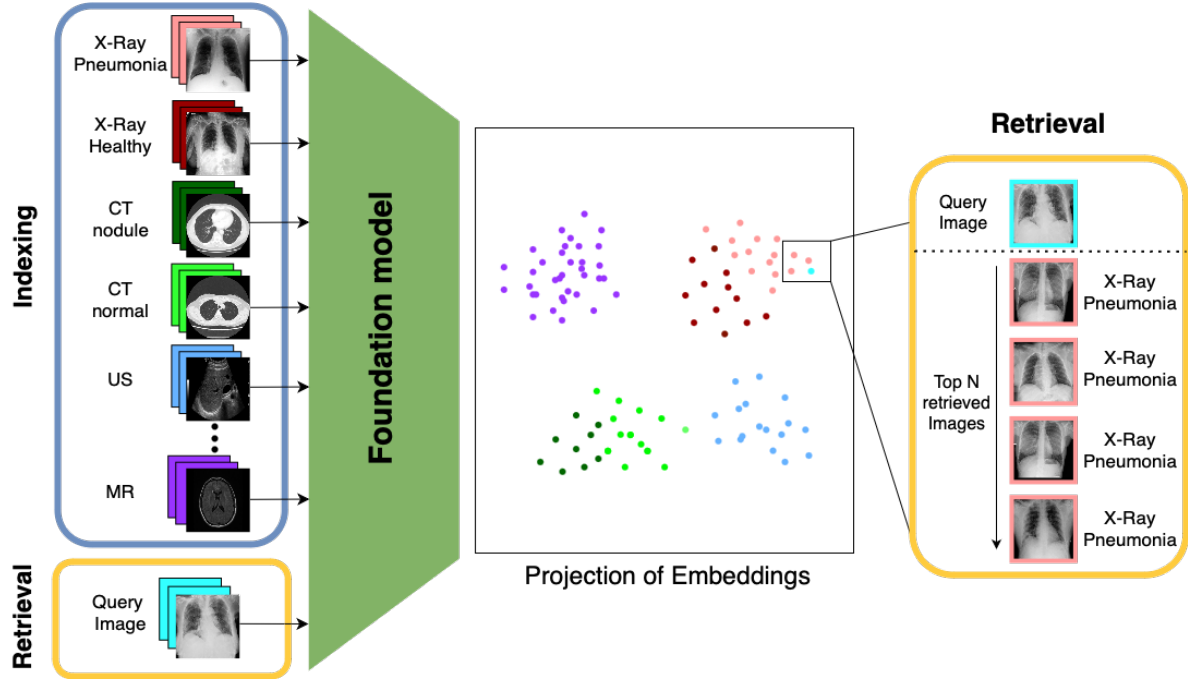 Indexing
X-Ray
Pneumonia
X-Ray
Healthy
CT
nodule
CT
normal
US
MR
Retrieval
Query
Image
Foundation model
Projection of Embeddings
Retrieval
Query
Image
Top N
retrieved
Images
X-Ray
Pneumonia
X-Ray
Pneumonia
X-Ray
Pneumonia
X-Ray
Pneumonia